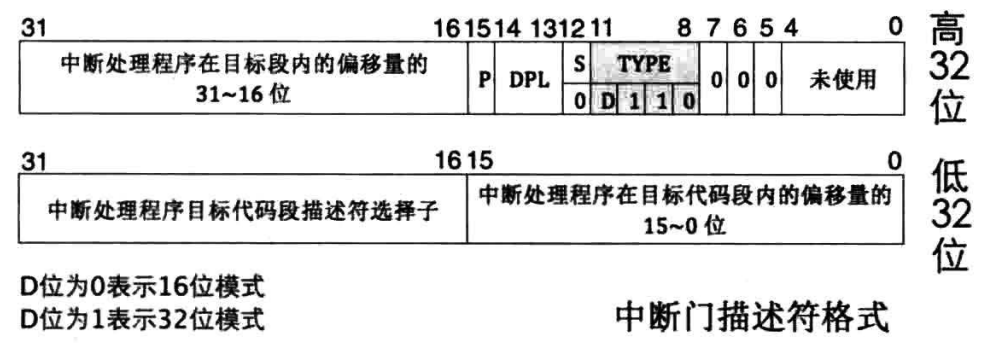 31 16 15 14 13 12 11 8 7 6 5 4 0
中断处理程序在目标段内的偏移量的
31~16 位
P
DPL
S
0
TYPE
D 1 1 0
0 0 0
未使用
高
32
位
31 16 15 0
中断处理程序目标代码段描述符选择子
中断处理程序在目标代码段内的偏移量的
15~0 位
低
32
位
D位为0表示16位模式
D位为1表示32位模式
中断门描述符格式